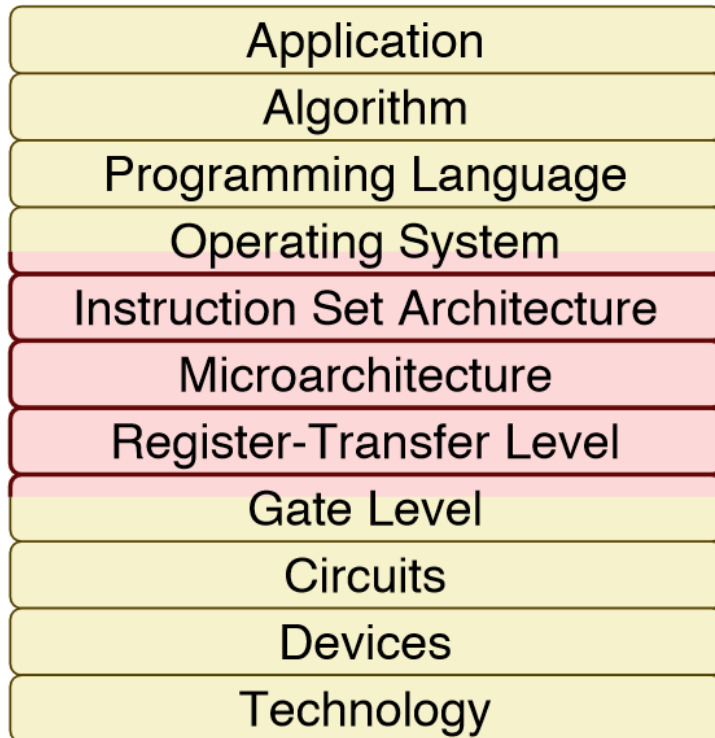 Application
Algorithm
Programming Language
Operating System
Instruction Set Architecture
Microarchitecture
Register-Transfer Level
Gate Level
Circuits
Devices
Technology